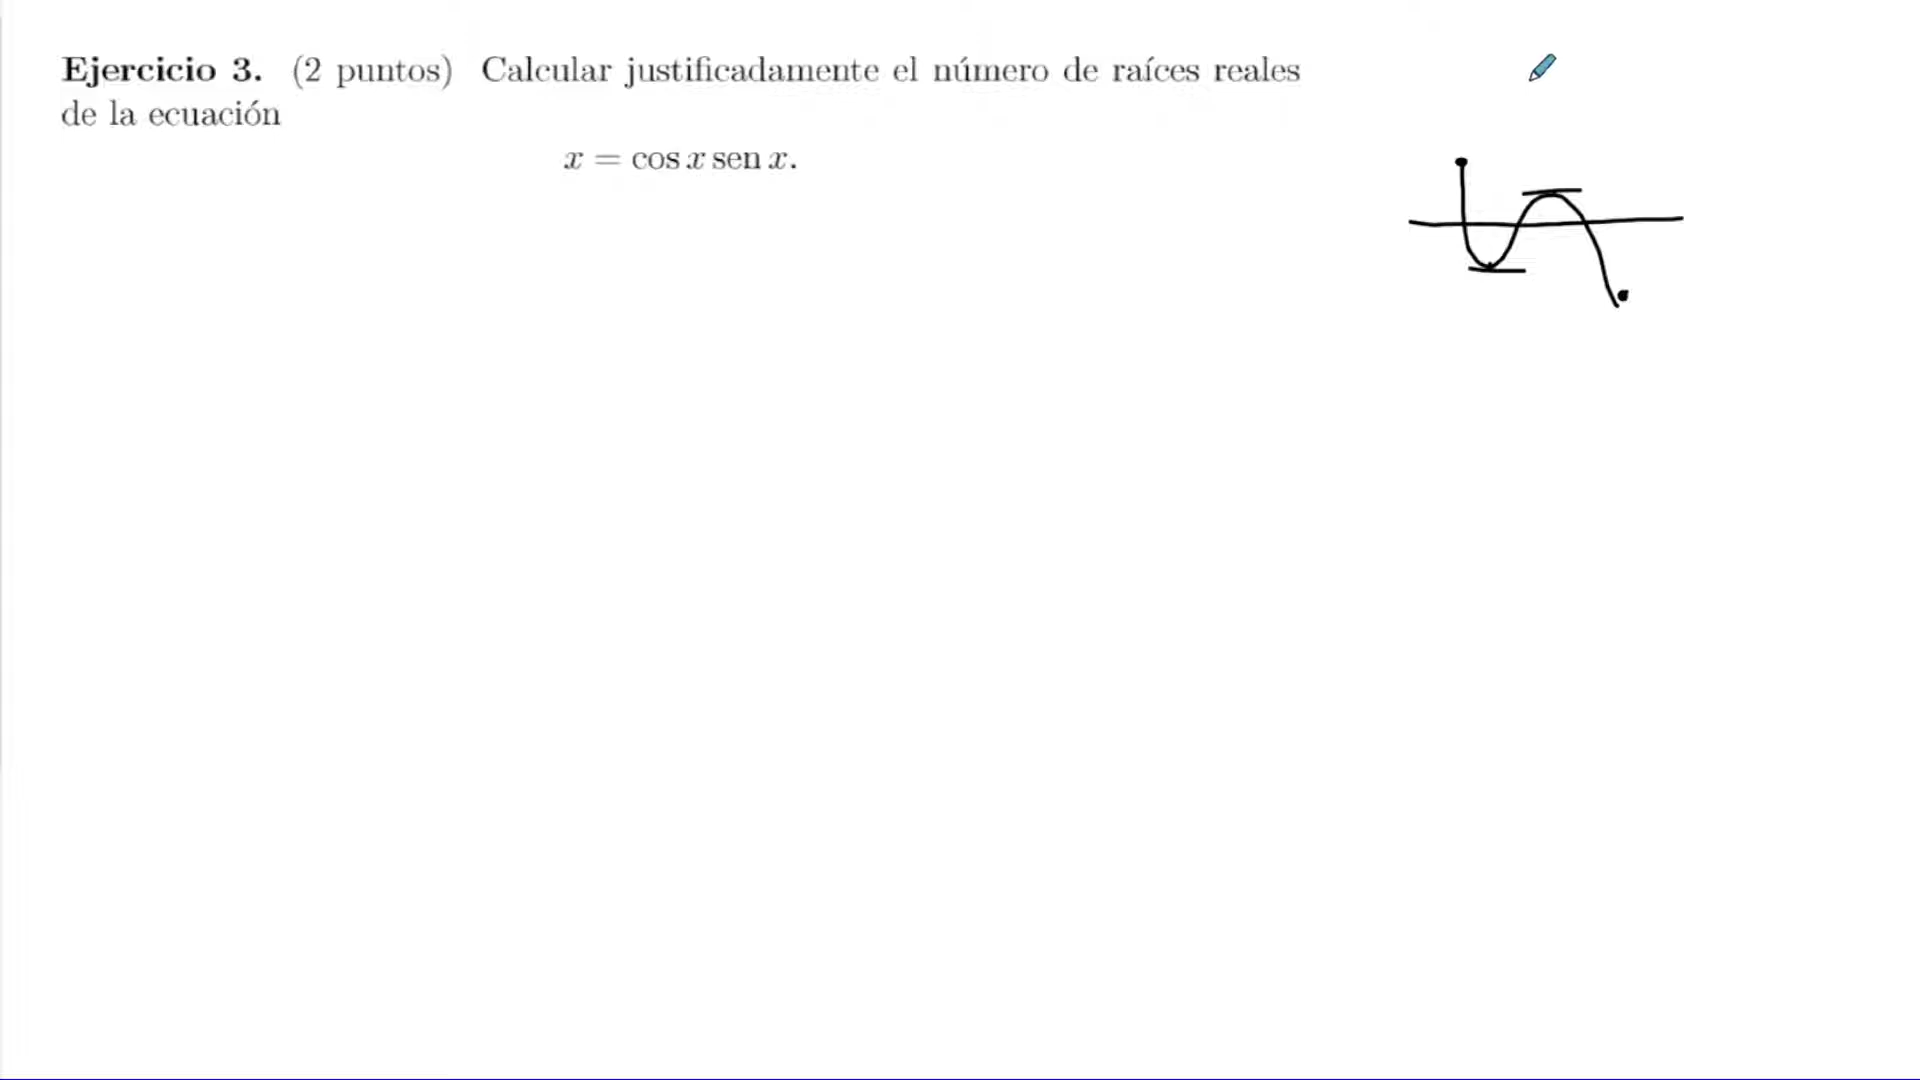 Ejercicio 3. (2 puntos) Calcular justificadamente el número de raíces reales
de la ecuación
x = cos x sen x.